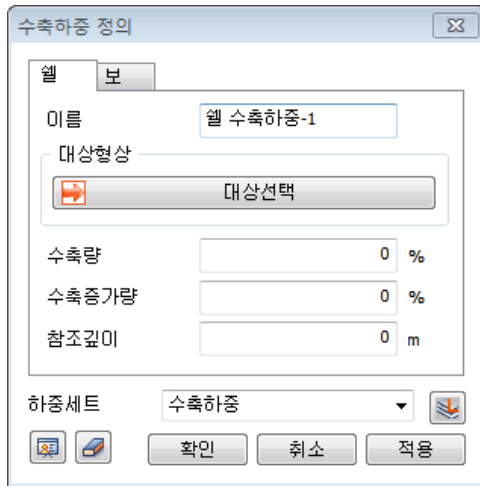 수축하중 정의
쉘 보
이름 쉘 수축하중-1
대상형상
대상선택
수축량 0 %
수축증가량 0 %
참조깊이 0 m
하중세트 수축하중
확인 취소 적용